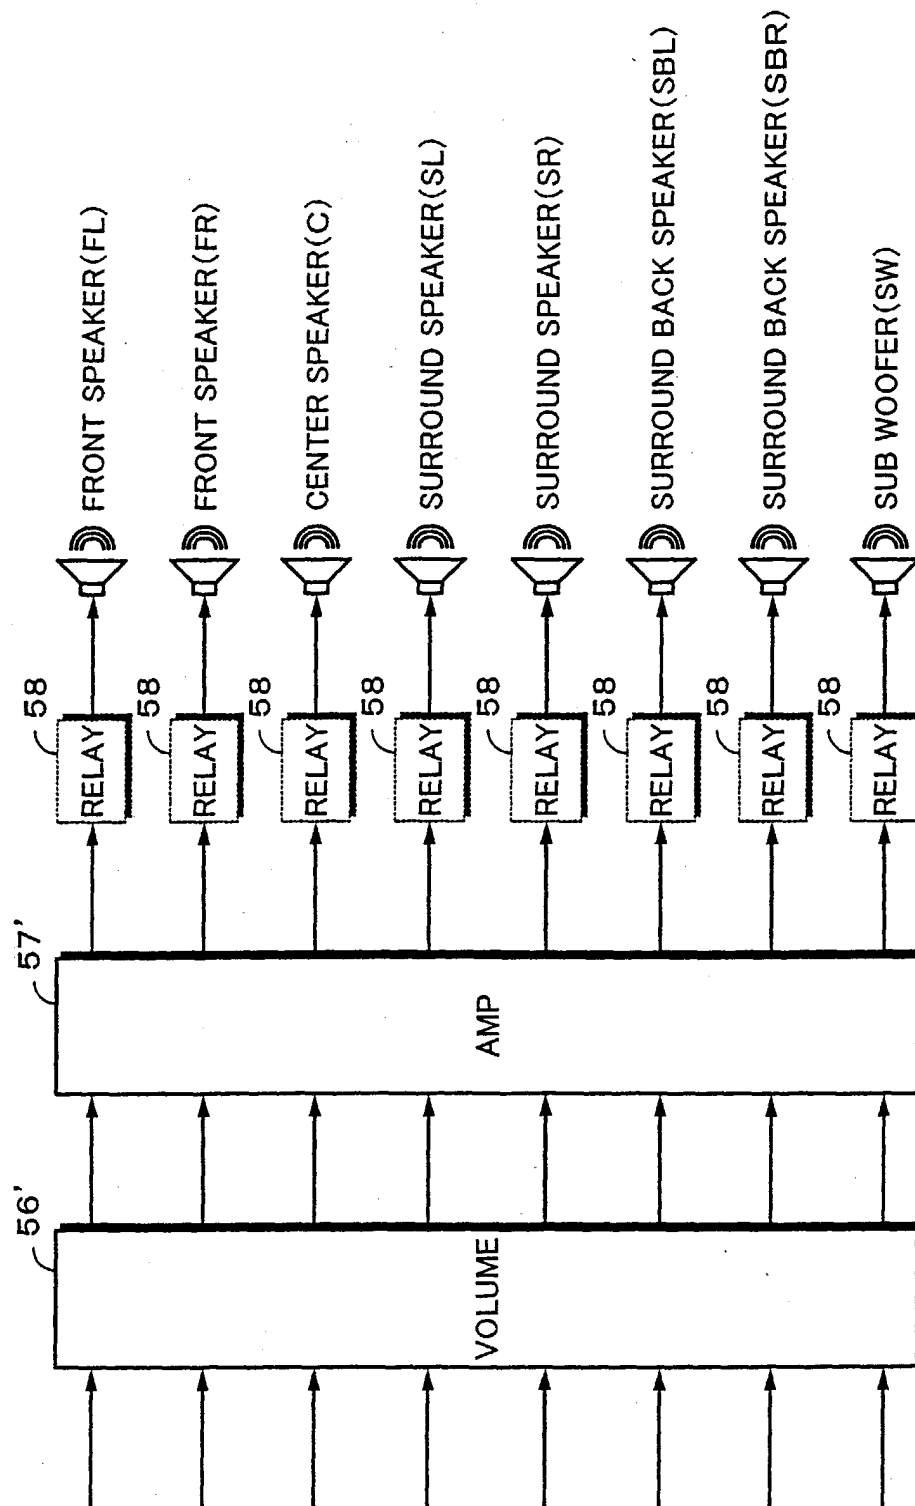 56'
VOLUME
57'
AMP
58
RELAY
FRONT SPEAKER(FL)
58
RELAY
FRONT SPEAKER(FR)
58
RELAY
CENTER SPEAKER(C)
58
RELAY
SURROUND SPEAKER(SL)
58
RELAY
SURROUND SPEAKER(SR)
58
RELAY
SURROUND BACK SPEAKER(SBL)
58
RELAY
SURROUND BACK SPEAKER(SBR)
58
RELAY
SUB WOOFER(SW)